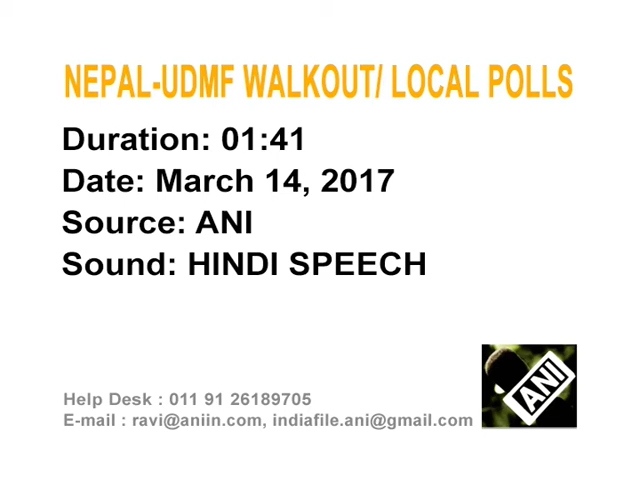 NEPAL-UDMF WALKOUT/ LOCAL POLLS
Duration: 01:41
Date: March 14, 2017
Source: ANI
Sound: HINDI SPEECH
Help Desk : 011 91 26189705
E-mail : ravi@aniin.com, indiafile.ani@gmail.com
ANI